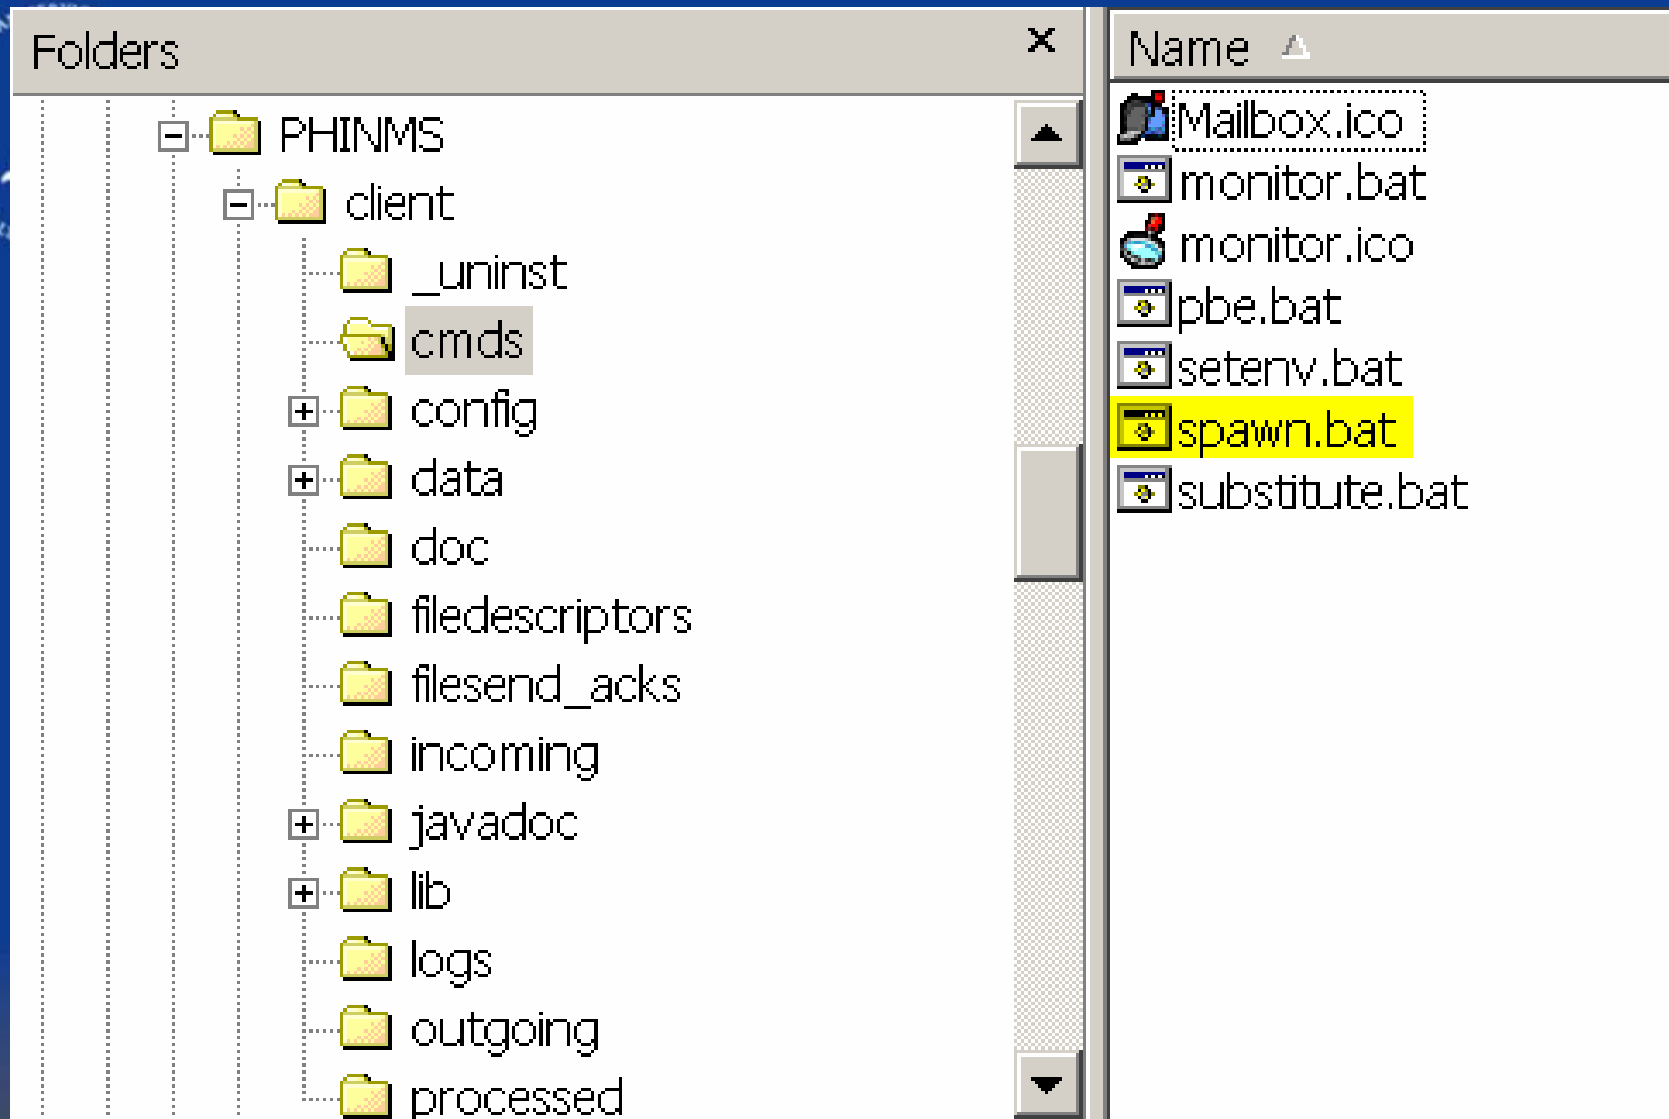 Folders
PHINMS
client
_uninst
cmds
config
data
doc
filedescriptors
filesend_acks
incoming
javadoc
lib
logs
outgoing
processed
Name
Mailbox.ico
monitor.bat
monitor.ico
pbe.bat
setenv.bat
spawn.bat
substitute.bat